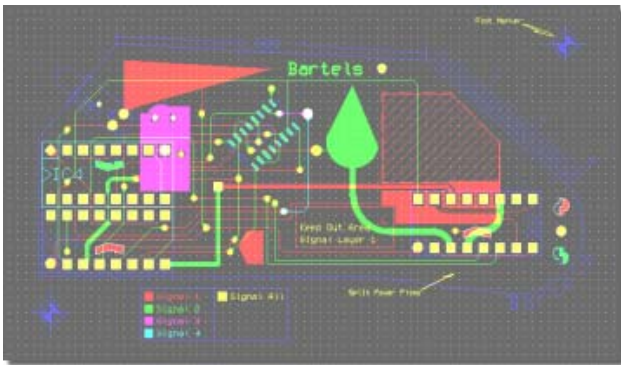 Plot Marker
Bartels
IC4
Keep Out Area
Signal Layer 1
Split Power Plane
Signal 1
Signal All
Signal 2
Signal 3
Signal 4